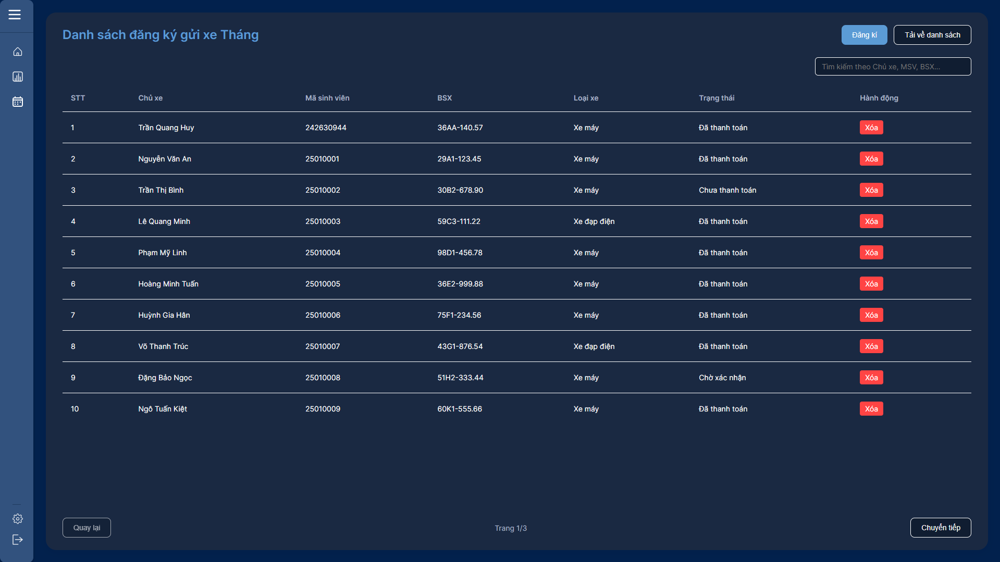 Danh sách đăng ký gửi xe Tháng
Đăng kí Tải về danh sách
Tìm kiếm theo Chủ xe, MSV, BSX...
STT Chủ xe Mã sinh viên BSX Loại xe Trạng thái Hành động
1 Trần Quang Huy 242630944 36AA-140.57 Xe máy Đã thanh toán Xóa
2 Nguyễn Văn An 25010001 29A1-123.45 Xe máy Đã thanh toán Xóa
3 Trần Thị Bình 25010002 30B2-678.90 Xe máy Chưa thanh toán Xóa
4 Lê Quang Minh 25010003 59C3-111.22 Xe đạp điện Đã thanh toán Xóa
5 Phạm Mỹ Linh 25010004 98D1-456.78 Xe máy Đã thanh toán Xóa
6 Hoàng Minh Tuấn 25010005 36E2-999.88 Xe máy Đã thanh toán Xóa
7 Huỳnh Gia Hân 25010006 75F1-234.56 Xe máy Đã thanh toán Xóa
8 Võ Thanh Trúc 25010007 43G1-876.54 Xe đạp điện Đã thanh toán Xóa
9 Đặng Bảo Ngọc 25010008 51H2-333.44 Xe máy Chờ xác nhận Xóa
10 Ngô Tuấn Kiệt 25010009 60K1-555.66 Xe máy Đã thanh toán Xóa
Quay lại Trang 1/3 Chuyển tiếp